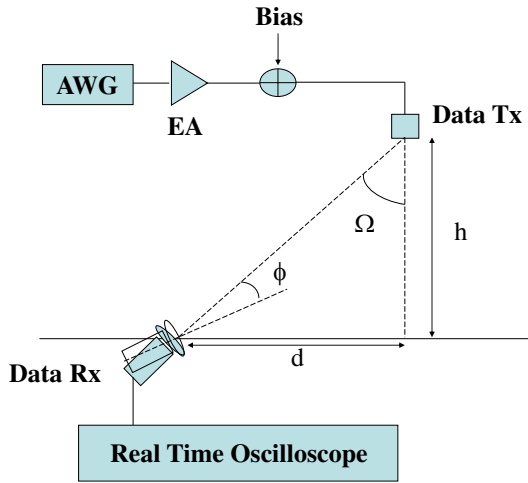 Bias
AWG
EA
Data Tx
Ω
h
ϕ
d
Data Rx
Real Time Oscilloscope